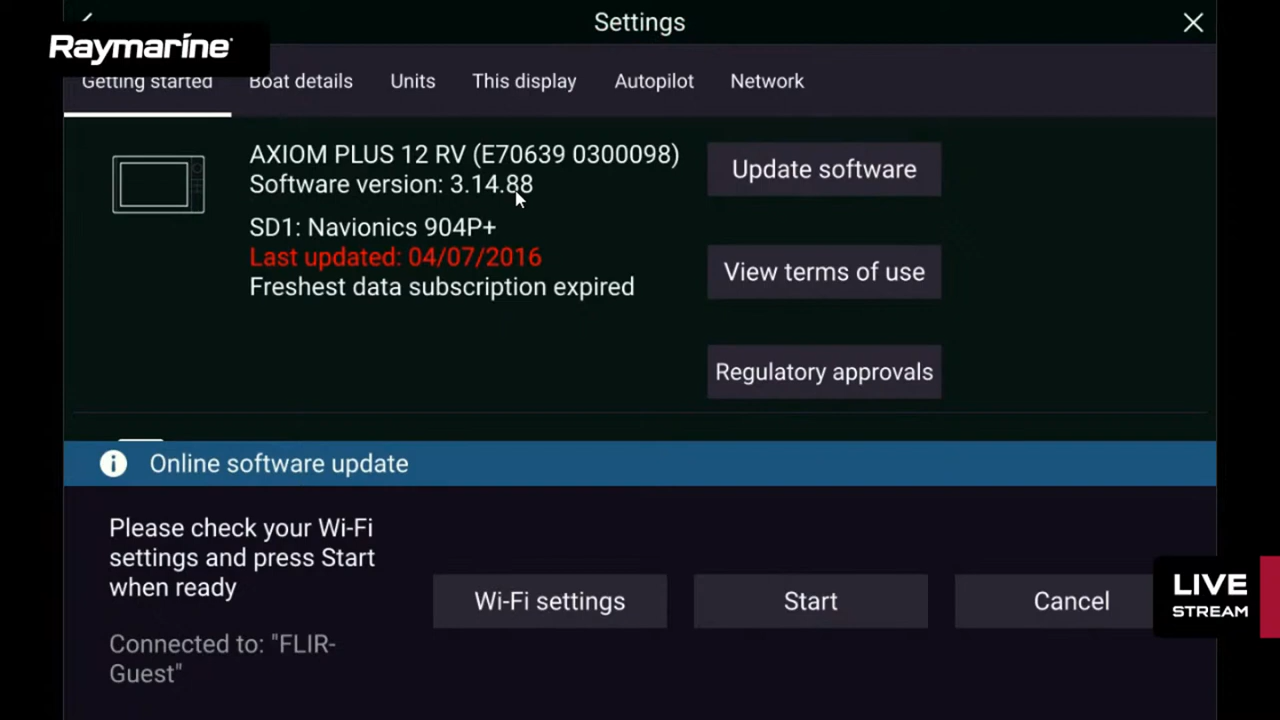 Settings
Raymarine
Getting started Boat details Units This display Autopilot Network
AXIOM PLUS 12 RV (E70639 0300098)
Software version: 3.14.88
Update software
SD1: Navionics 904P+
Last updated: 04/07/2016
Freshest data subscription expired
View terms of use
Regulatory approvals
Online software update
Please check your Wi-Fi
settings and press Start
when ready
Wi-Fi settings Start Cancel
Connected to: "FLIR-
Guest"
LIVE
STREAM